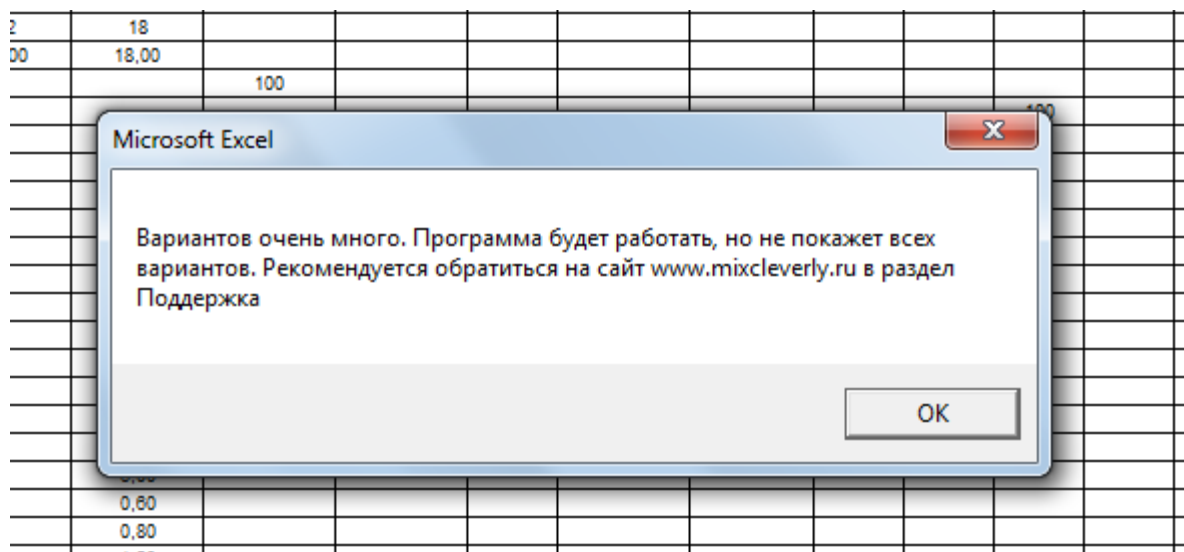 18
18,00
100
Microsoft Excel
Вариантов очень много. Программа будет работать, но не покажет всех
вариантов. Рекомендуется обратиться на сайт www.mixcleverly.ru в раздел
Поддержка
OK
0,60
0,80